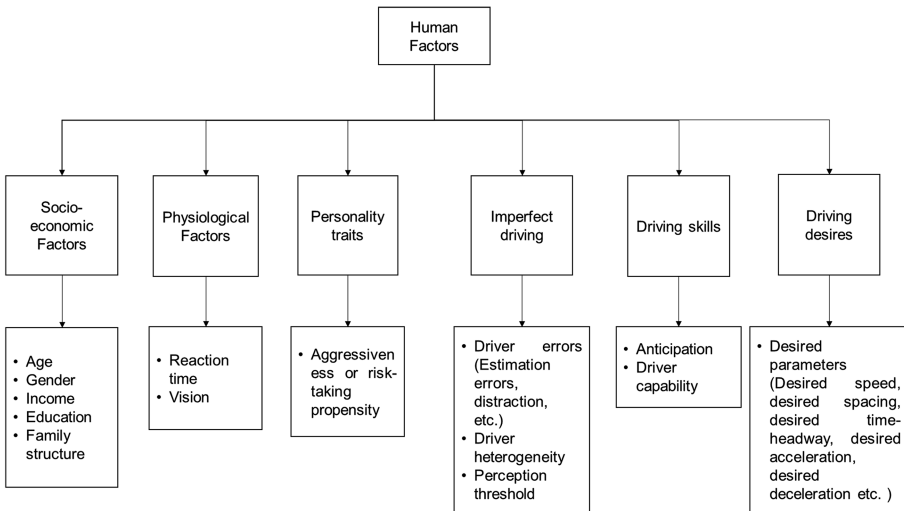 Human
Factors
Socio-
economic
Factors
Physiological
Factors
Personality
traits
Imperfect
driving
Driving skills
Driving
desires
• Age
• Gender
• Income
• Education
• Family
structure
• Reaction
time
• Vision
• Aggressiven
ess or risk-
taking
propensity
• Driver errors
(Estimation
errors,
distraction,
etc.)
• Driver
heterogeneity
• Perception
threshold
• Anticipation
• Driver
capability
• Desired
parameters
(Desired speed,
desired spacing,
desired time-
headway, desired
acceleration,
desired
deceleration etc. )